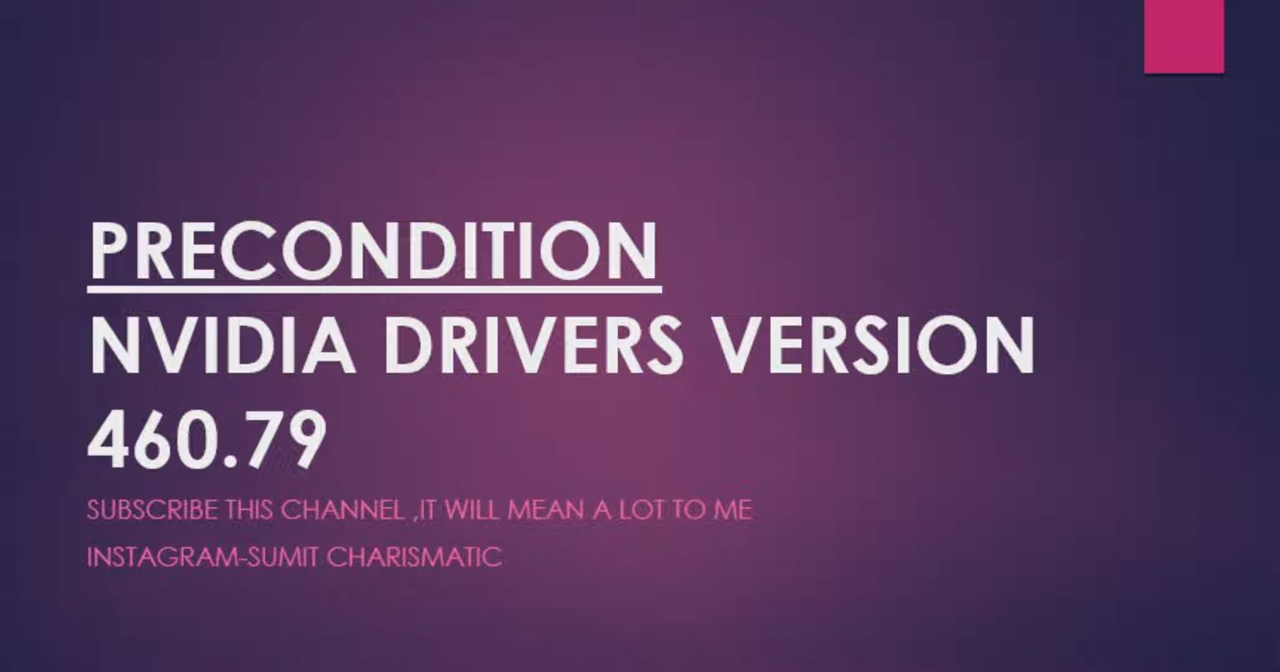 PRECONDITION
NVIDIA DRIVERS VERSION
460.79
SUBSCRIBE THIS CHANNEL ,IT WILL MEAN A LOT TO ME
INSTAGRAM-SUMIT CHARISMATIC